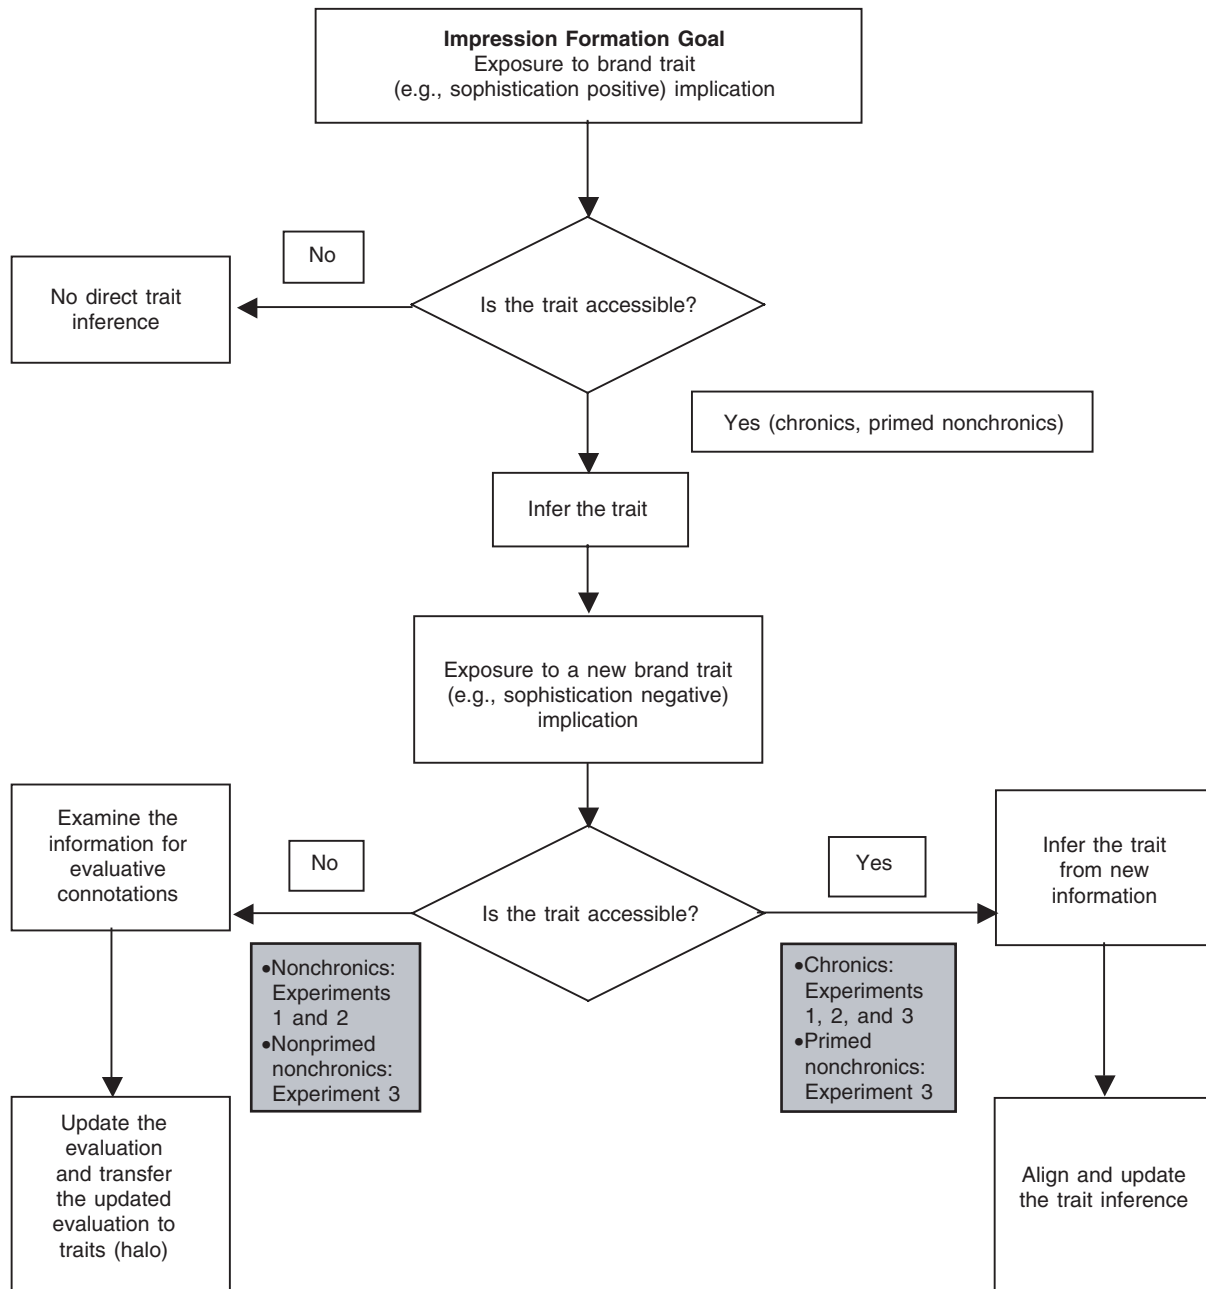 Impression Formation Goal
Exposure to brand trait
(e.g., sophistication positive) implication
No
No direct trait
inference
Is the trait accessible?
Yes (chronics, primed nonchronics)
Infer the trait
Exposure to a new brand trait
(e.g., sophistication negative)
implication
Examine the
information for
evaluative
connotations
No
Is the trait accessible?
Yes
Infer the trait
from new
information
•Nonchronics:
Experiments
1 and 2
•Nonprimed
nonchronics:
Experiment 3
•Chronics:
Experiments
1, 2, and 3
•Primed
nonchronics:
Experiment 3
Update the
evaluation
and transfer
the updated
evaluation to
traits (halo)
Align and update
the trait inference